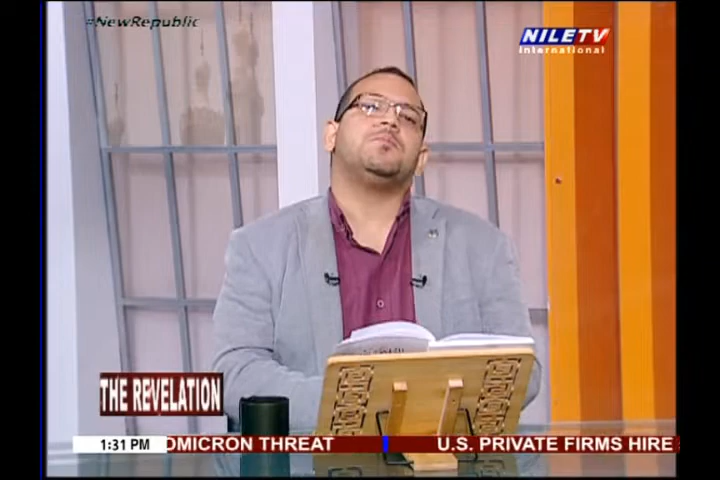 #NewRepublic
NILETV
International
THE REVELATION
1:31 PM
OMICRON THREAT
U.S. PRIVATE FIRMS HIRE